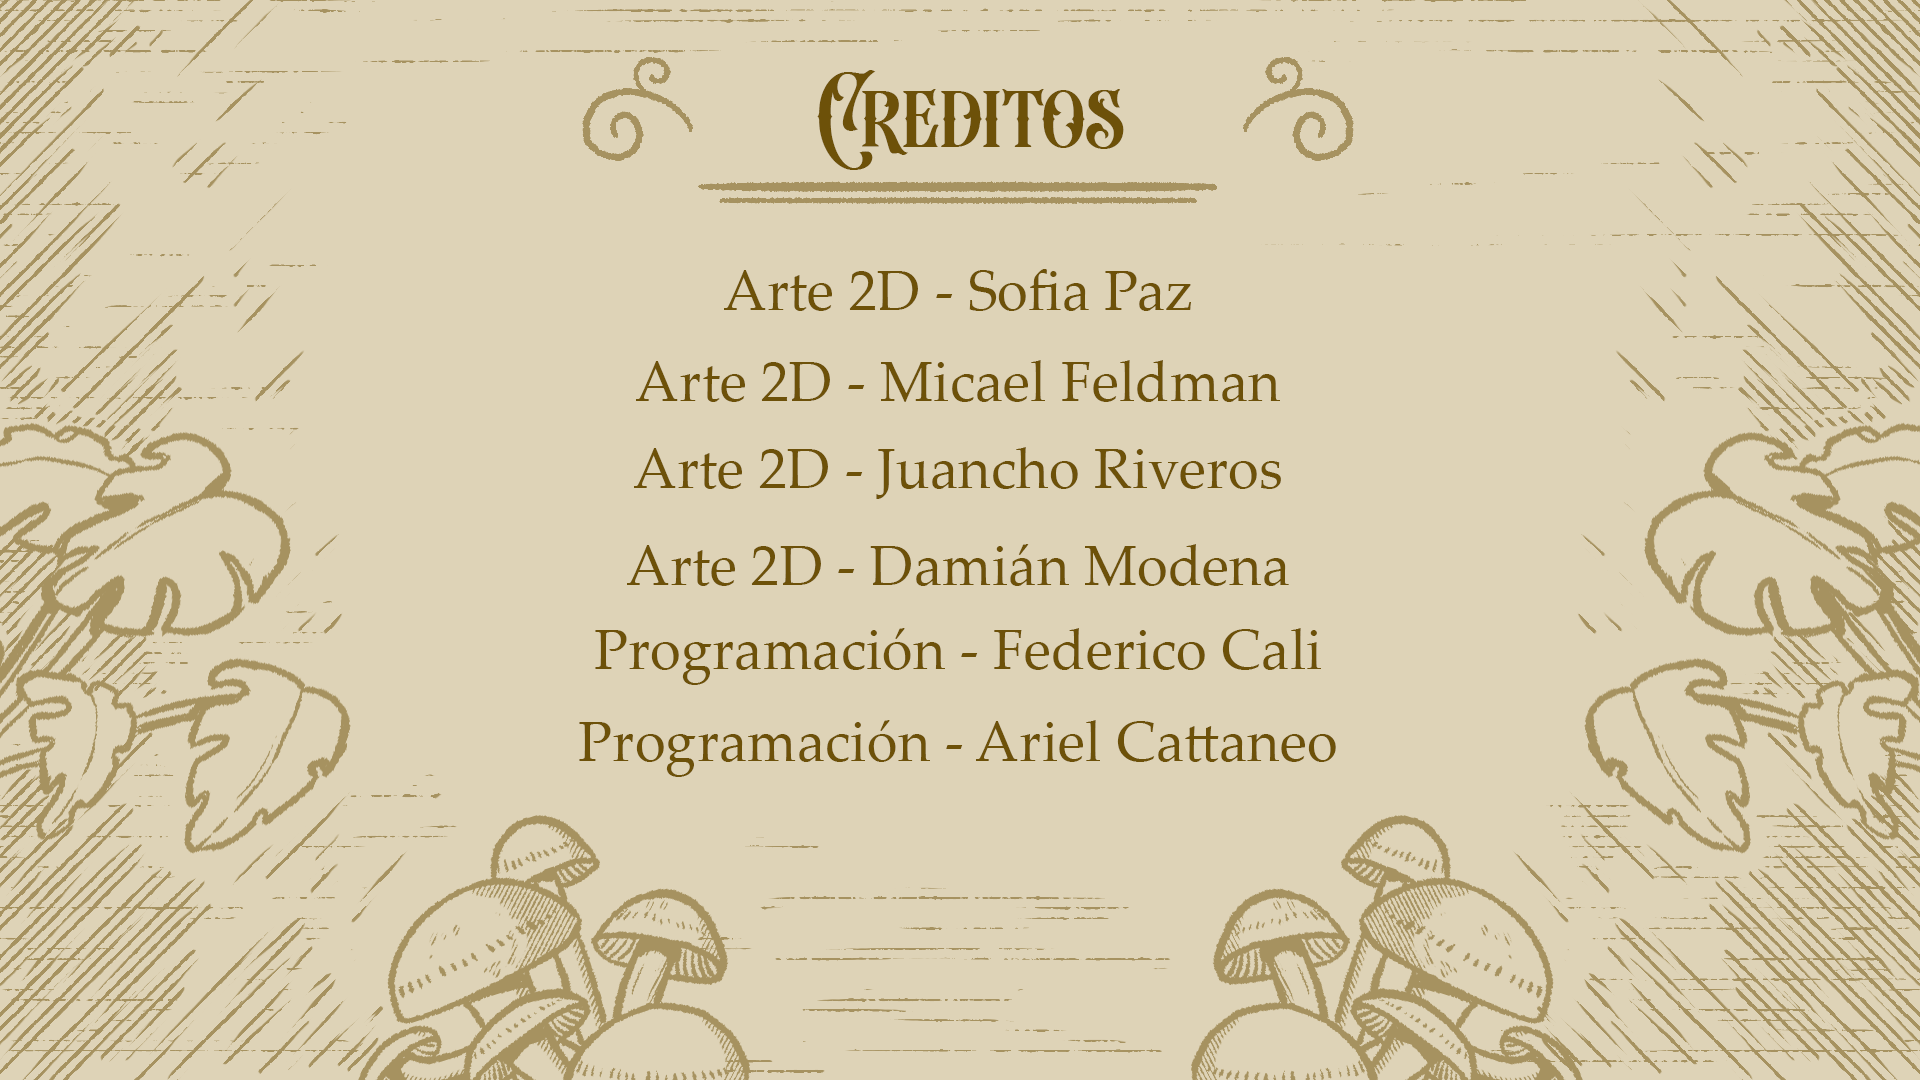 CREDITOS
Arte 2D - Sofia Paz
Arte 2D - Micael Feldman
Arte 2D - Juancho Riveros
Arte 2D - Damián Modena
Programación - Federico Cali
Programación - Ariel Cattaneo